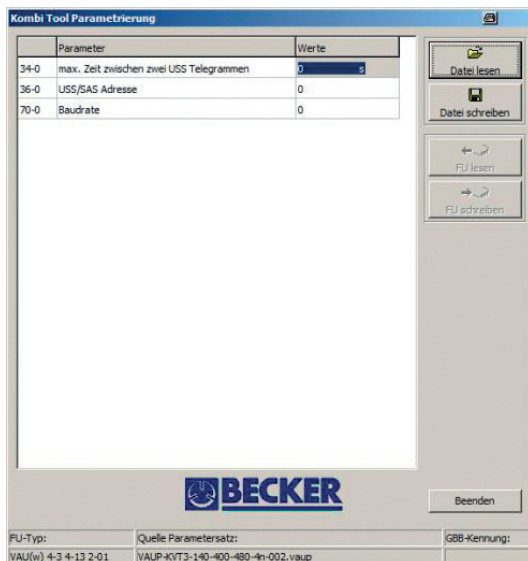 Kombi Tool Parametrierung
Parameter Werte
34-0 max. Zeit zwischen zwei USS Telegrammen 0 s
36-0 USS/SAS Adresse 0
70-0 Baudrate 0
Datei lesen
Datei schreiben
FU lesen
FU schreiben
BECKER
Beenden
FU-Typ: Quelle Parametersatz: GBB-Kennung:
VAU(w) 4-3 4-13 2-01 VAUP-KVT3-140-400-480-4n-002.vaup